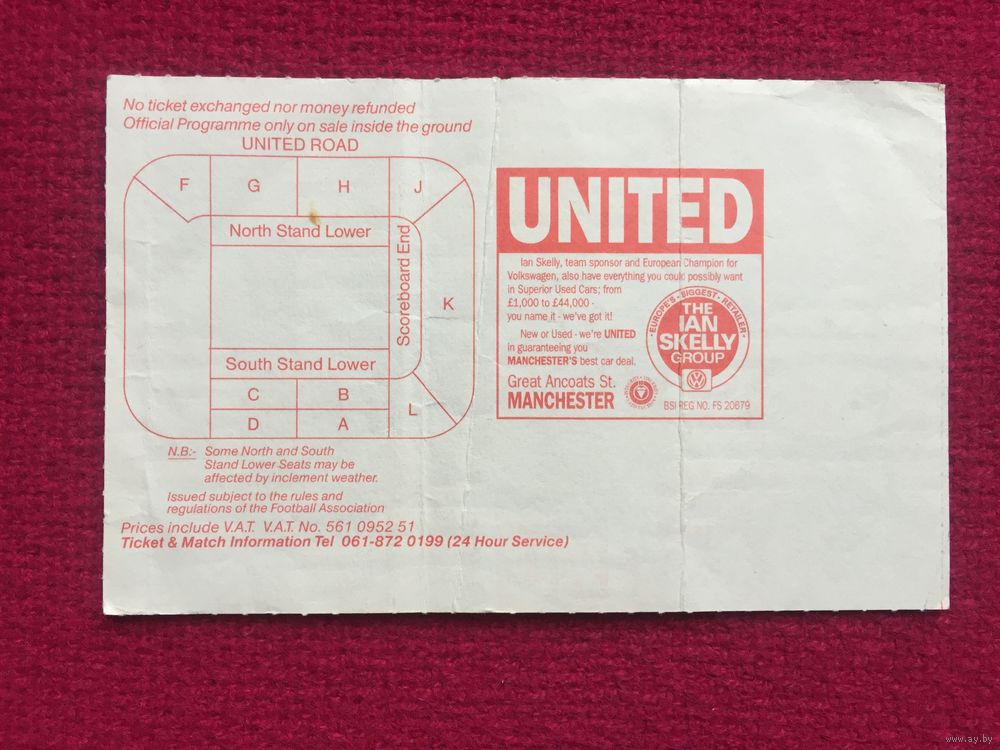 No ticket exchanged nor money refunded
Official Programme only on sale inside the ground
UNITED ROAD
F
G
H
J
North Stand Lower
Scoreboard End
K
South Stand Lower
C
B
D
A
L
N.B:- Some North and South
Stand Lower Seats may be
affected by inclement weather.
Issued subject to the rules and
regulations of the Football Association
Prices include V.A.T. V.A.T. No. 561 0952 51
Ticket & Match Information Tel 061-872 0199 (24 Hour Service)
UNITED
Ian Skelly, team sponsor and European Champion for
Volkswagen, also have everything you could possibly want
in Superior Used Cars; from
£1,000 to £44,000 -
you name it - we've got it!
New or Used - we're UNITED
in guaranteeing you
MANCHESTER'S best car deal.
Great Ancoats St.
MANCHESTER
EUROPE'S BIGGEST RETAILER
THE
IAN
SKELLY
GROUP
BSI REG NO. FS 20679
www.ay.by